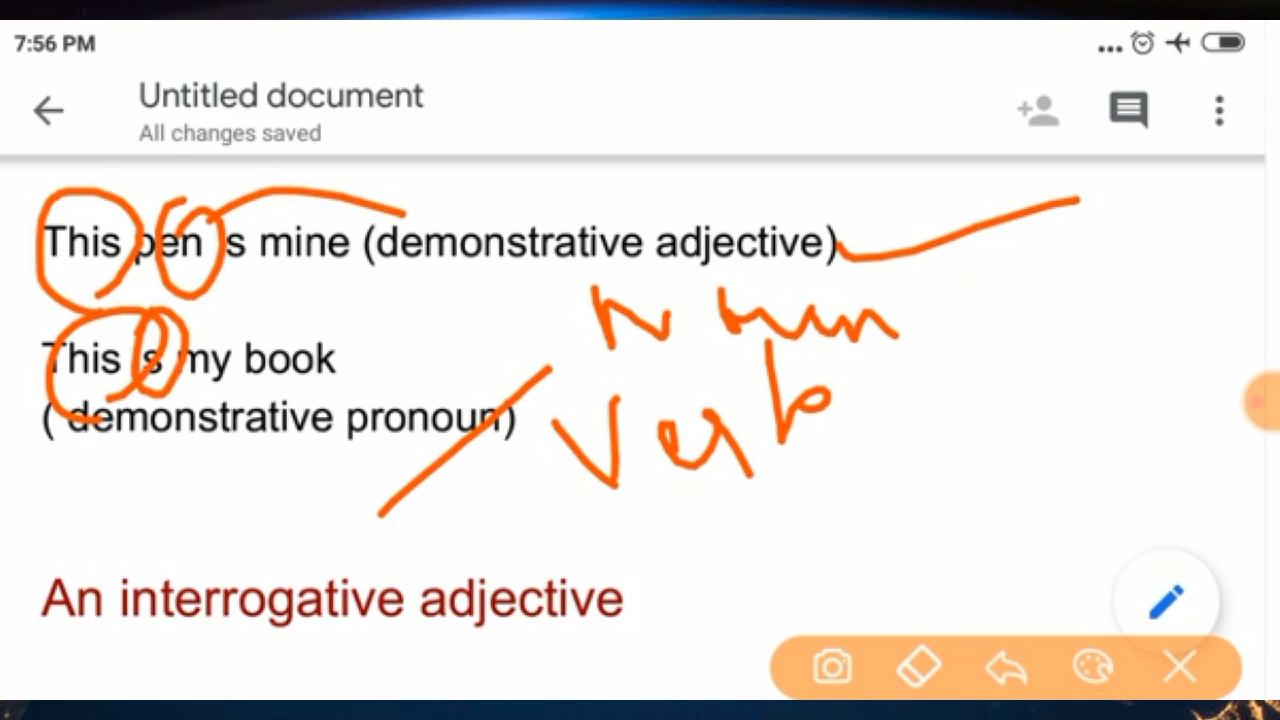 7:56 PM
Untitled document
All changes saved
This pen is mine (demonstrative adjective)
Noun
This is my book
Verb
( demonstrative pronoun)
An interrogative adjective